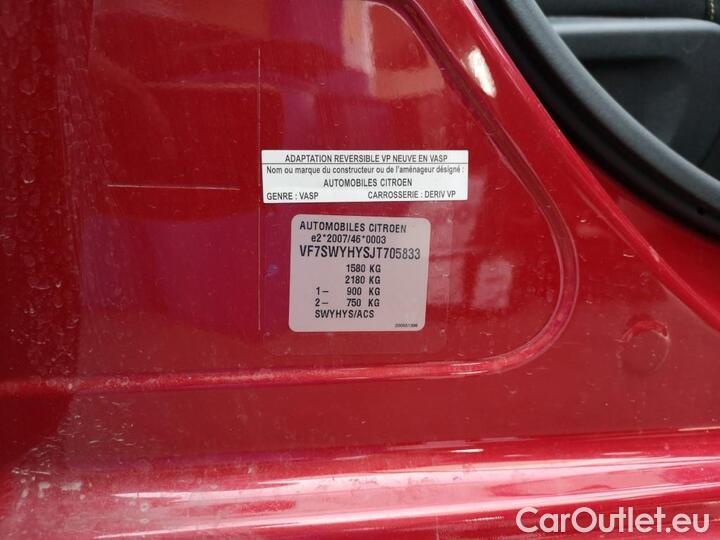 ADAPTATION REVERSIBLE VP NEUVE EN VASP
Nom ou marque du constructeur ou de l'aménageur désigné :
AUTOMOBILES CITROEN
GENRE : VASP CARROSSERIE : DERIV VP
AUTOMOBILES CITROEN
e2*2007/46*0003
VF7SWYHYSJT705833
1580 KG
2180 KG
1- 900 KG
2- 750 KG
SWYHYS/ACS
CarOutlet.eu